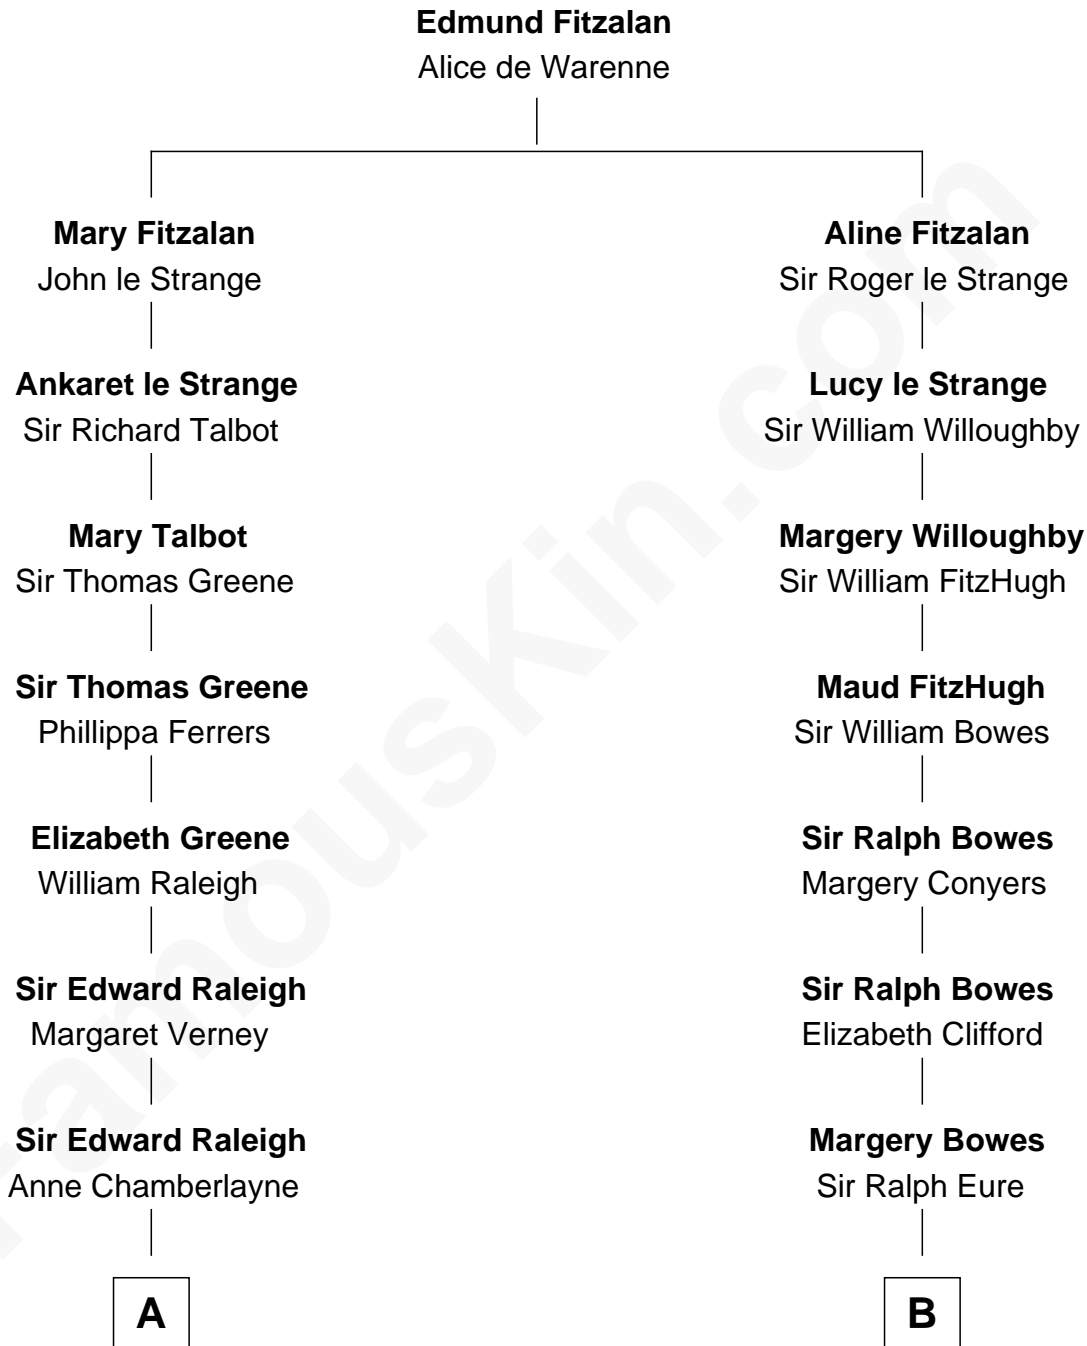 Edmund Fitzalan
Alice de Warenne
Mary Fitzalan
John le Strange
Aline Fitzalan
Sir Roger le Strange
Ankaret le Strange
Sir Richard Talbot
Lucy le Strange
Sir William Willoughby
Mary Talbot
Sir Thomas Greene
Margery Willoughby
Sir William FitzHugh
Sir Thomas Greene
Phillippa Ferrers
Maud FitzHugh
Sir William Bowes
Elizabeth Greene
William Raleigh
Sir Ralph Bowes
Margery Conyers
Sir Edward Raleigh
Margaret Verney
Sir Ralph Bowes
Elizabeth Clifford
Sir Edward Raleigh
Anne Chamberlayne
Margery Bowes
Sir Ralph Eure
A
B
FamousKin.com